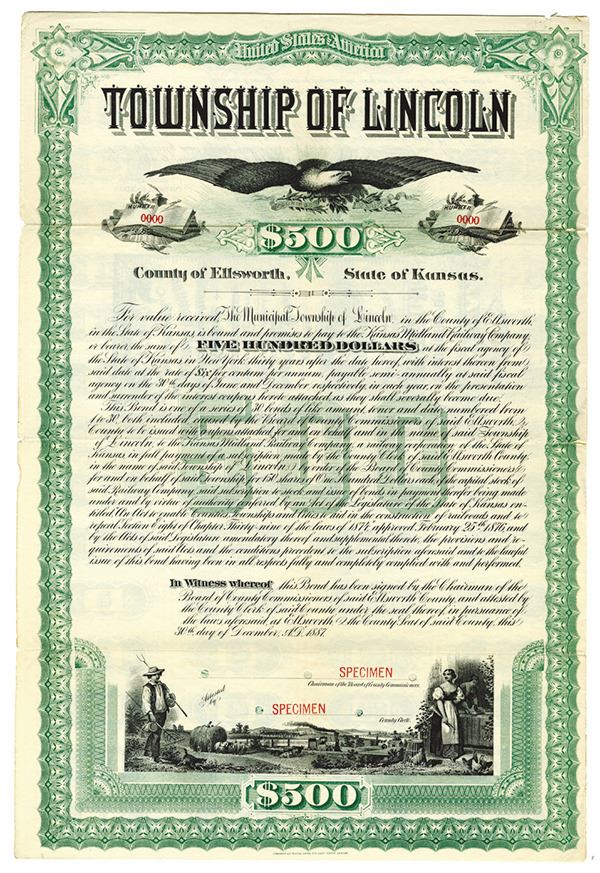 United States of America
TOWNSHIP OF LINCOLN
NUMBER NUMBER
0000 0000
$500
County of Ellsworth, State of Kansas.
For value received, The Municipal Township of Lincoln in the County of Ellsworth,
in the State of Kansas, is bound and promises to pay to the Kansas Midland Railway Company,
or bearer, the sum of FIVE HUNDRED DOLLARS, at the fiscal agency of
the State of Kansas in New York, thirty years after the date hereof, with interest thereon from
said date at the rate of Six per centum per annum, payable semi-annually at said fiscal
agency on the 30th days of June and December respectively, in each year, on the presentation
and surrender of the interest coupons hereto attached as they shall severally become due.
This Bond is one of a series of 30 bonds of like amount, tenor and date, numbered from
1 to 30, both included, caused by the Board of County Commissioners of said Ellsworth
County to be issued with coupons attached for and on behalf and in the name of said Township
of Lincoln, to the Kansas Midland Railway Company, a railway corporation of the State of
Kansas in full payment of a subscription made by the County Clerk of said Ellsworth County
in the name of said Township of Lincoln, by order of the Board of County Commissioners
for and on behalf of said Township for 150 shares of One Hundred Dollars each, of the capital stock of
said Railway Company, said subscription to stock and issue of bonds in payment therefor being made
under and by virtue of authority conferred by an Act of the Legislature of the State of Kansas en-
titled "An Act to enable Counties, Townships and Cities to aid in the construction of railroads and to
repeal Section Eight of Chapter Thirty-nine of the laws of 1874," approved February 25th, 1876, and
by the Acts of said Legislature amendatory thereof and supplemental thereto, the provisions and re-
quirements of said Acts and the conditions precedent to the subscription aforesaid and to the lawful
issue of this bond having been in all respects fully and completely complied with and performed.
500
In Witness whereof, this Bond has been signed by the Chairman of the
Board of County Commissioners of said Ellsworth County, and attested by
the County Clerk of said County under the seal thereof, in pursuance of
the laws aforesaid, at Ellsworth, the County Seat of said County, this
30th day of December, A.D. 1887.
SPECIMEN
Chairman of the Board of County Commissioners.
Attested by:
SPECIMEN
County Clerk.
$500